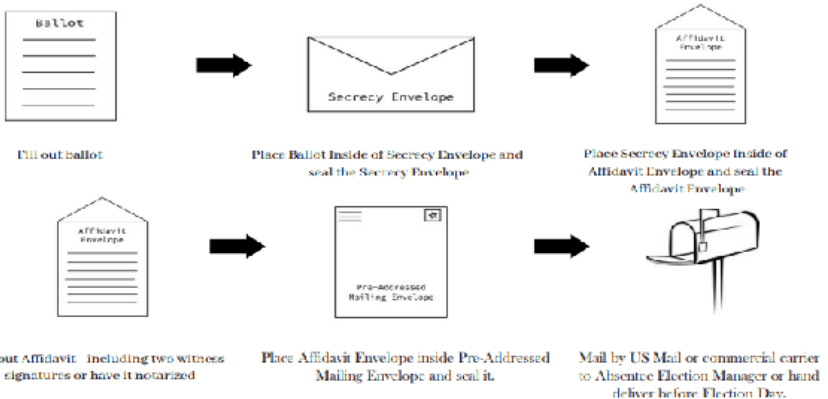 Ballot
Fill out ballot
Secrecy Envelope
Place Ballot Inside of Secrecy Envelope and
seal the Secrecy Envelope
Affidavit
Envelope
Place Secrecy Envelope Inside of
Affidavit Envelope and seal the
Affidavit Envelope
Affidavit
Envelope
out Affidavit including two witness
signatures or have it notarized
Pre-Addressed
Mailing Envelope
Place Affidavit Envelope inside Pre-Addressed
Mailing Envelope and seal it.
Mail by US Mail or commercial carrier
to Absentee Election Manager or hand
deliver before Election Day.